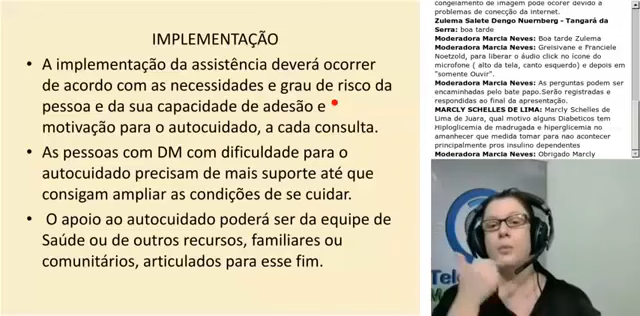 IMPLEMENTAÇÃO
• A implementação da assistência deverá ocorrer
de acordo com as necessidades e grau de risco da
pessoa e da sua capacidade de adesão e
motivação para o autocuidado, a cada consulta.
• As pessoas com DM com dificuldade para o
autocuidado precisam de mais suporte até que
consigam ampliar as condições de se cuidar.
• O apoio ao autocuidado poderá ser da equipe de
Saúde ou de outros recursos, familiares ou
comunitários, articulados para esse fim.
congelamento de imagem pode ocorrer devido a
problemas de conecção da internet.
Zulema Salete Dengo Nuernberg - Tangará da
Serra: boa tarde
Moderadora Marcia Neves: Boa tarde Zulema
Moderadora Marcia Neves: Greisivane e Franciele
Noetzold, para liberar o áudio click no ícone do
microfone ( alto da tela, canto esquerdo) e depois em
"somente Ouvir".
Moderadora Marcia Neves: As perguntas podem ser
encaminhadas pelo bate papo.Serão registradas e
respondidas ao final da apresentação.
MARCLY SCHELLES DE LIMA: Marcly Schelles
de Lima de Juara, qual motivo alguns Diabeticos tem
Hiploglicemia de madrugada e hiperglicemia no
amanhecer que medida tomar para nao acontecer
principalmente pros insulino dependentes
Moderadora Marcia Neves: Obrigado Marcly
Tele